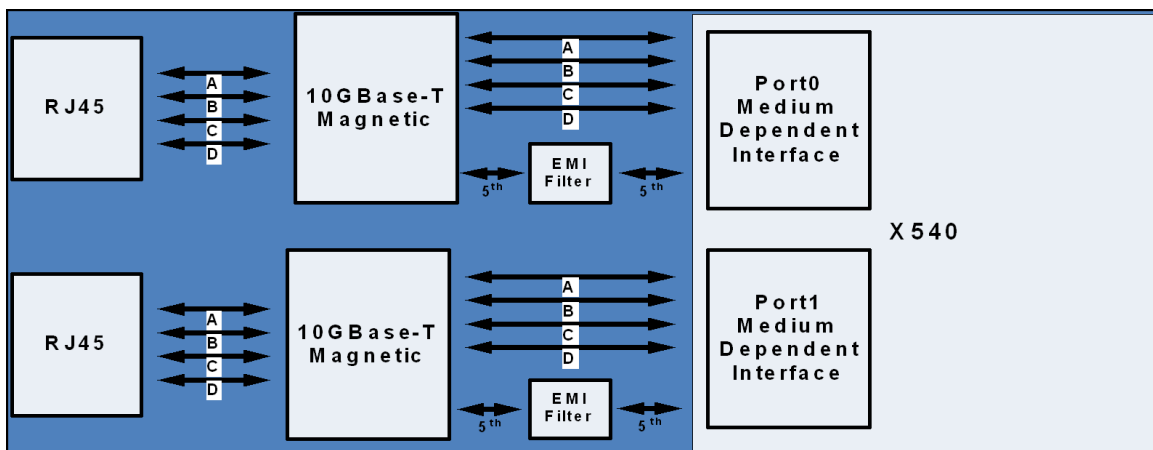 RJ45
A
B
C
D
10GBase-T
Magnetic
A
B
C
D
5th
EMI
Filter
5th
Port0
Medium
Dependent
Interface
X540
RJ45
A
B
C
D
10GBase-T
Magnetic
A
B
C
D
5th
EMI
Filter
5th
Port1
Medium
Dependent
Interface